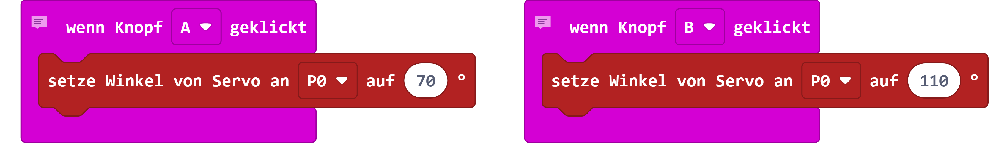 wenn Knopf A geklickt
setze Winkel von Servo an P0 auf 70 °
wenn Knopf B geklickt
setze Winkel von Servo an P0 auf 110 °